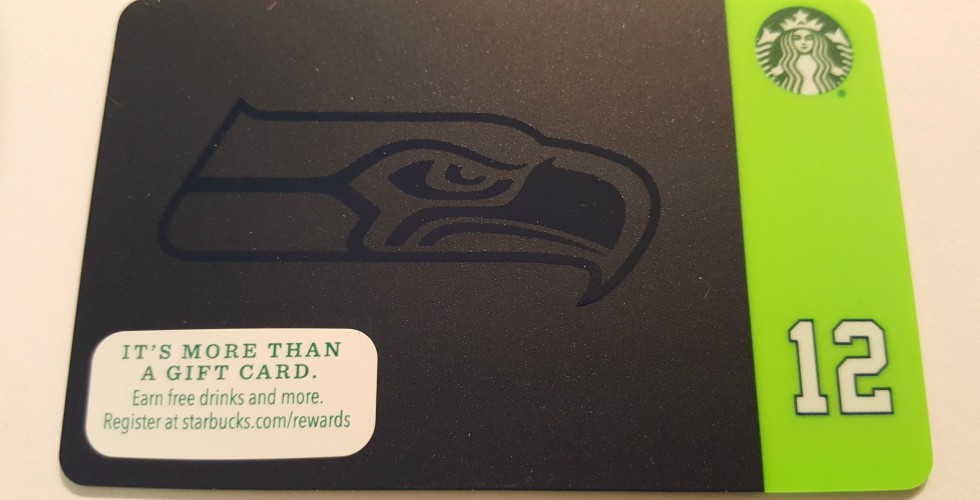 12
IT'S MORE THAN
A GIFT CARD.
Earn free drinks and more.
Register at starbucks.com/rewards